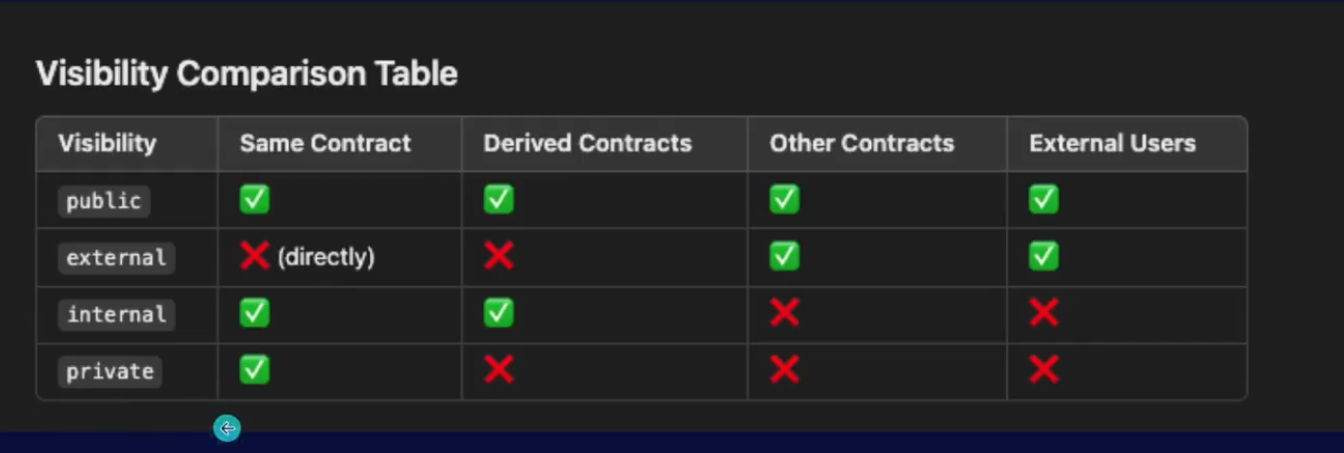 Visibility Comparison Table
Visibility Same Contract Derived Contracts Other Contracts External Users
public ✅ ✅ ✅ ✅
external ❌ (directly) ❌ ✅ ✅
internal ✅ ✅ ❌ ❌
private ✅ ❌ ❌ ❌